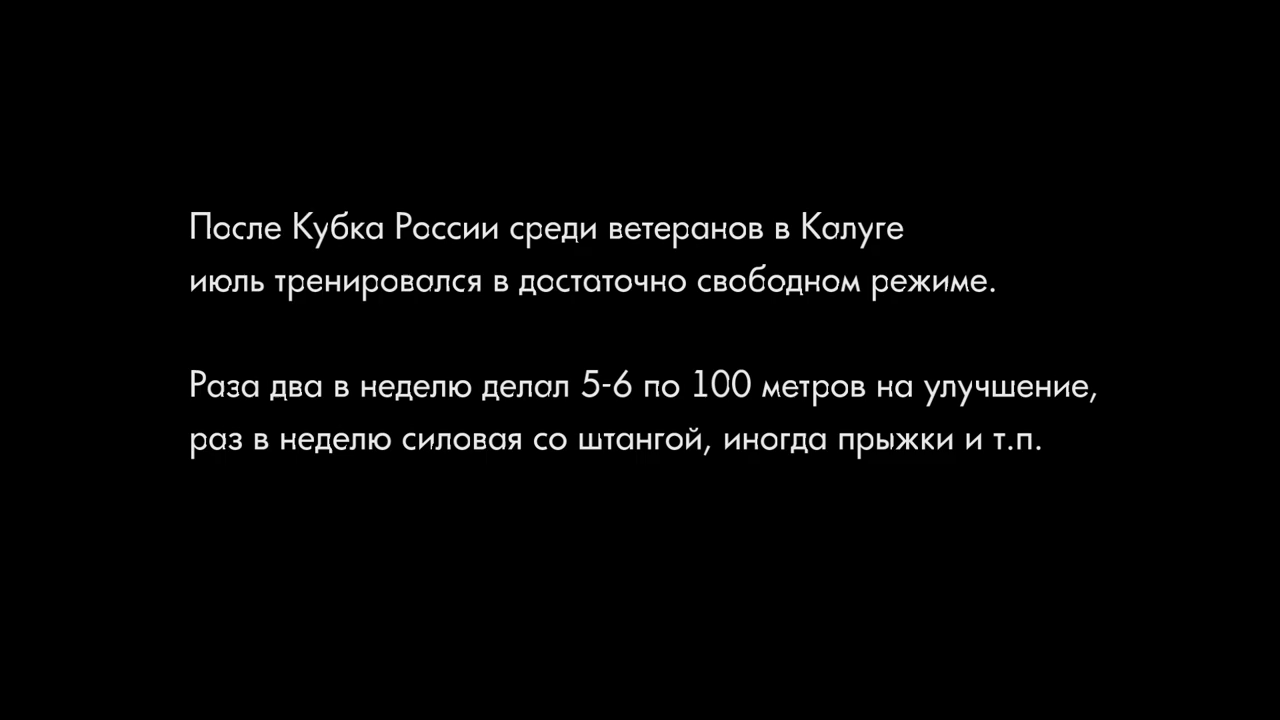 После Кубка России среди ветеранов в Калуге
июль тренировался в достаточно свободном режиме.
Раза два в неделю делал 5-6 по 100 метров на улучшение,
раз в неделю силовая со штангой, иногда прыжки и т.п.